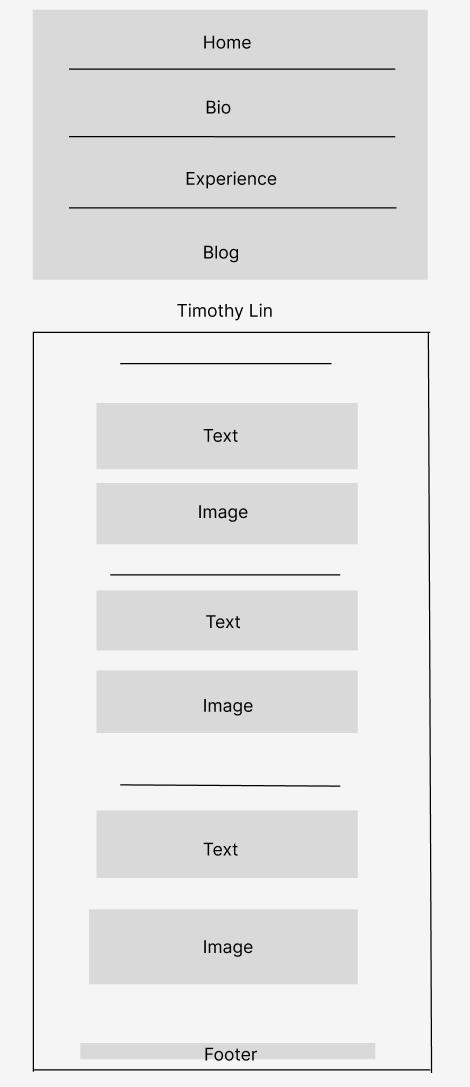 Home
Bio
Experience
Blog
Timothy Lin
Text
Image
Text
Image
Text
Image
Footer